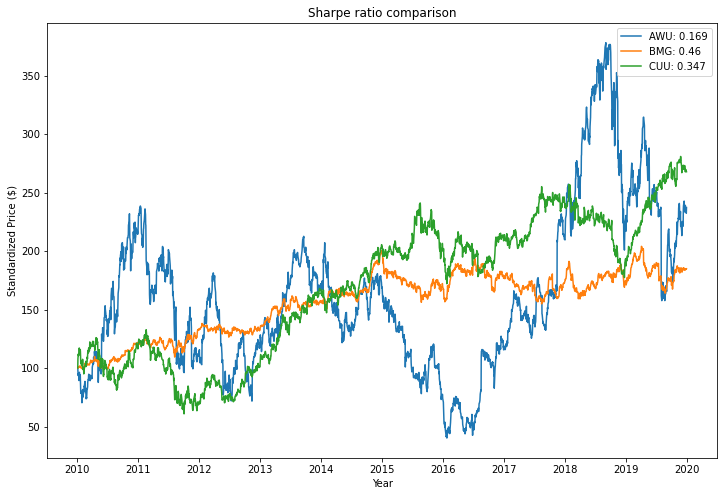 Sharpe ratio comparison
AWU: 0.169
BMG: 0.46
CUU: 0.347
Standardized Price ($)
350
300
250
200
150
100
50
2010 2011 2012 2013 2014 2015 2016 2017 2018 2019 2020
Year